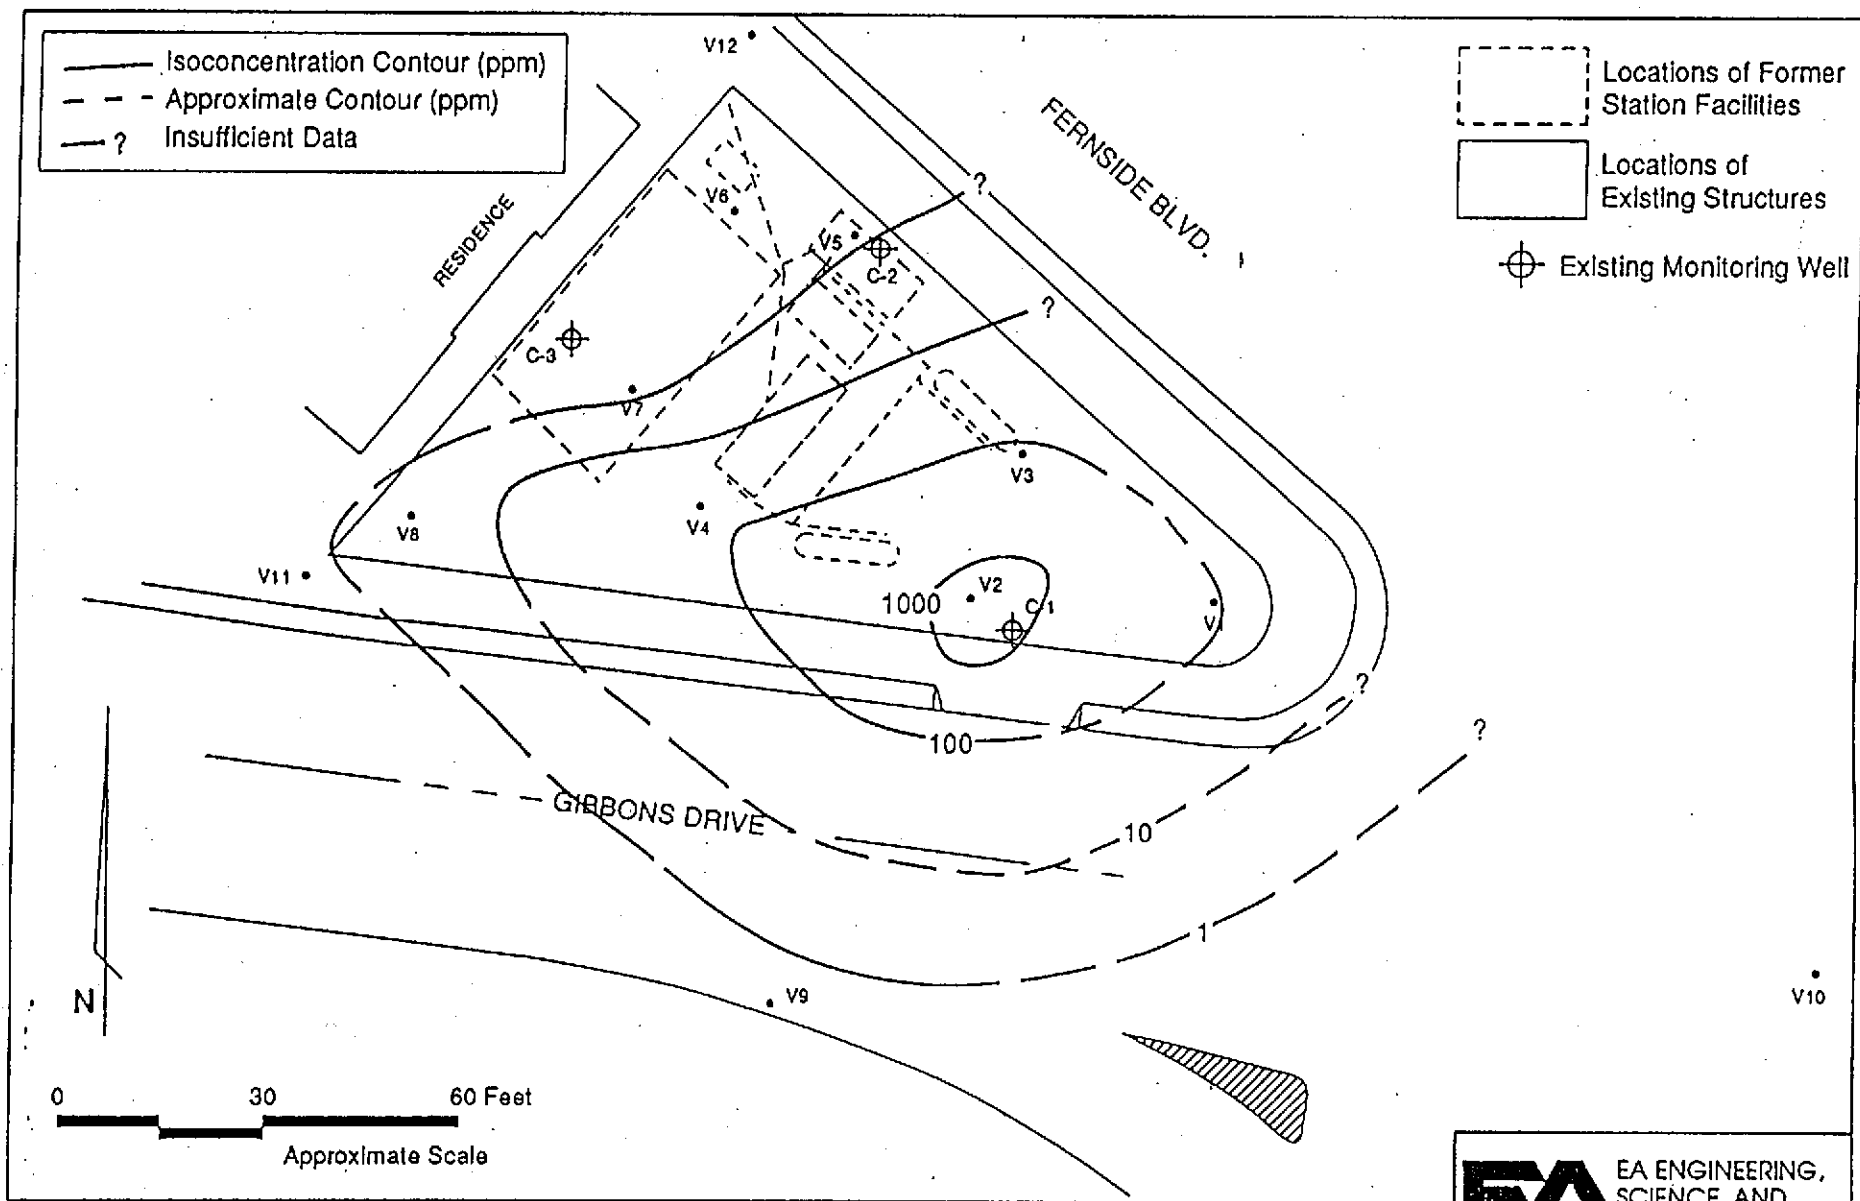 Isoconcentration Contour (ppm)
Approximate Contour (ppm)
? Insufficient Data
V12
Locations of Former
Station Facilities
Locations of
Existing Structures
Existing Monitoring Well
FERNSIDE BLVD.
RESIDENCE
?
V6
V5
C-2
?
C-3
V7
V3
V8
V4
V11
V2
1000
C-1
V1
?
100
?
GIBBONS DRIVE
10
1
N
V9
V10
0 30 60 Feet
Approximate Scale
EA
EA ENGINEERING,
SCIENCE, AND